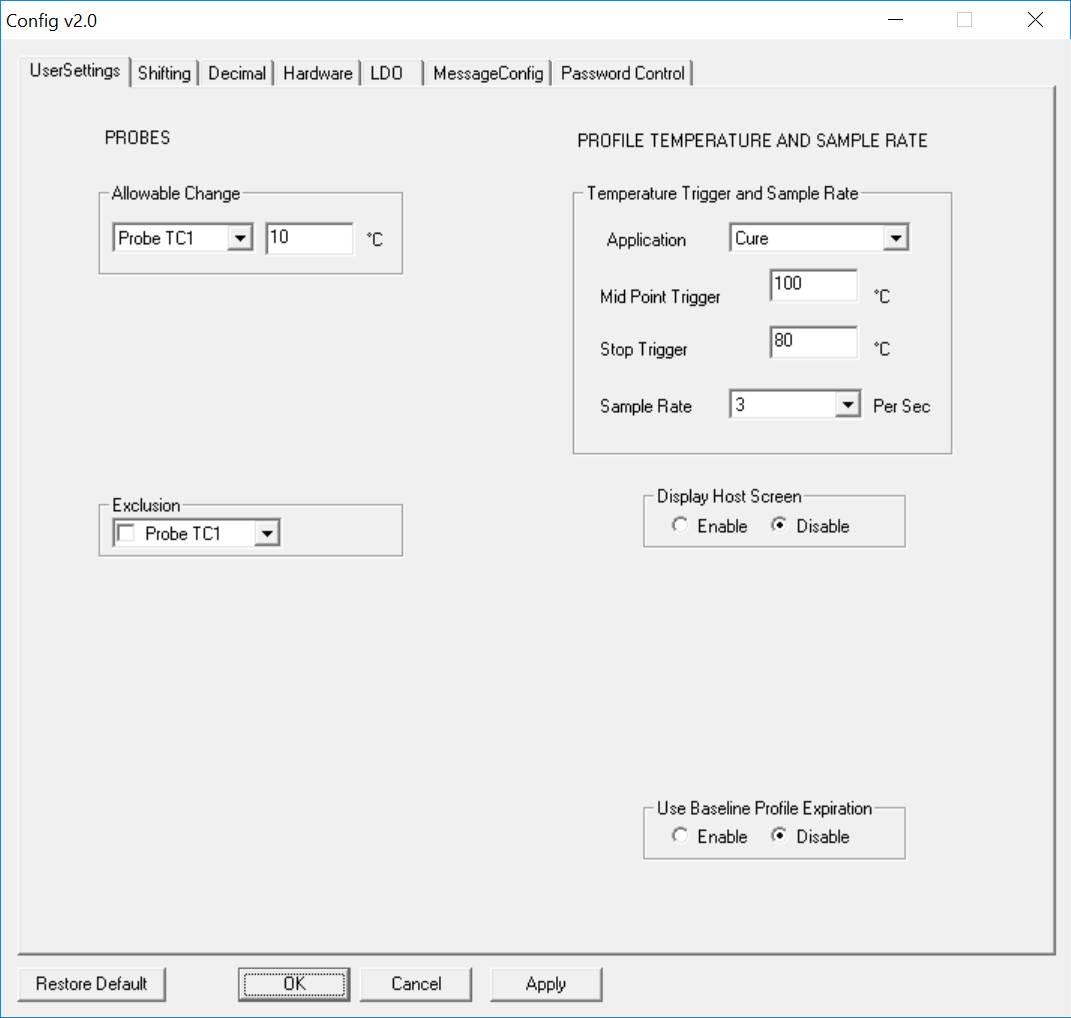 Config v2.0
UserSettings Shifting Decimal Hardware LDO MessageConfig Password Control
PROBES
PROFILE TEMPERATURE AND SAMPLE RATE
Allowable Change
Probe TC1 10 °C
Temperature Trigger and Sample Rate
Application Cure
Mid Point Trigger 100 °C
Stop Trigger 80 °C
Sample Rate 3 Per Sec
Exclusion
Probe TC1
Display Host Screen
Enable Disable
Use Baseline Profile Expiration
Enable Disable
Restore Default OK Cancel Apply